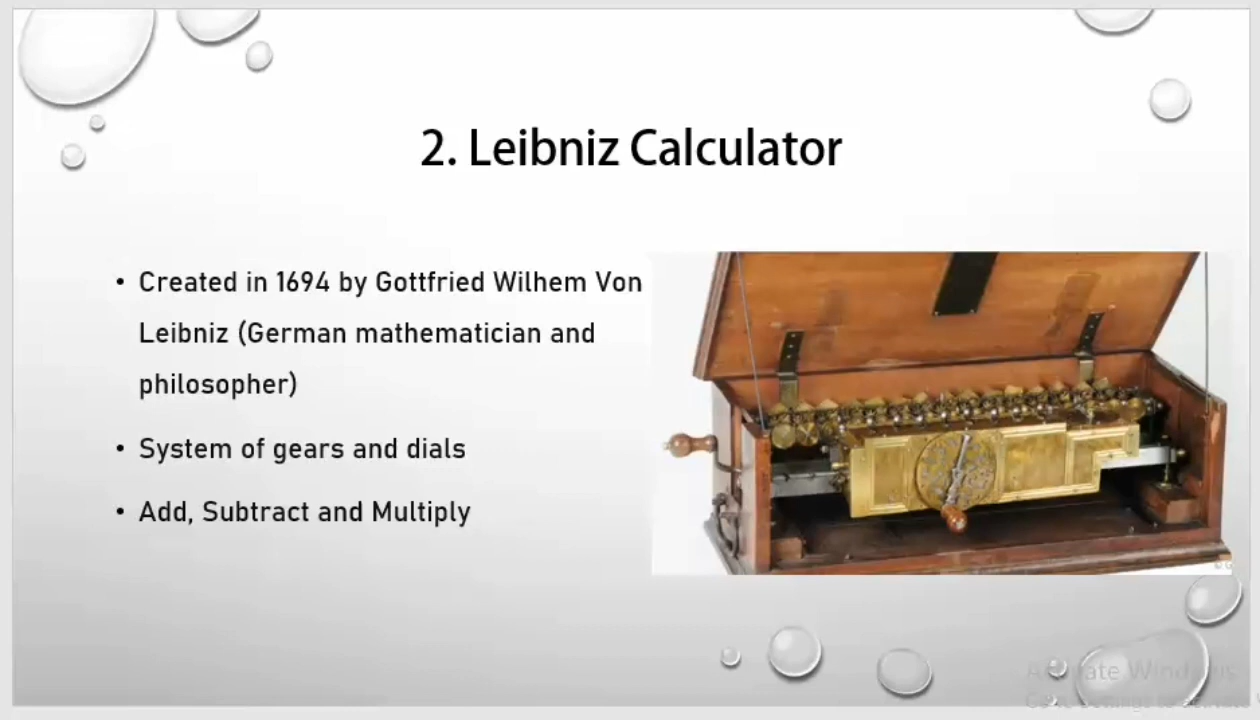 2. Leibniz Calculator
• Created in 1694 by Gottfried Wilhem Von
Leibniz (German mathematician and
philosopher)
• System of gears and dials
• Add, Subtract and Multiply